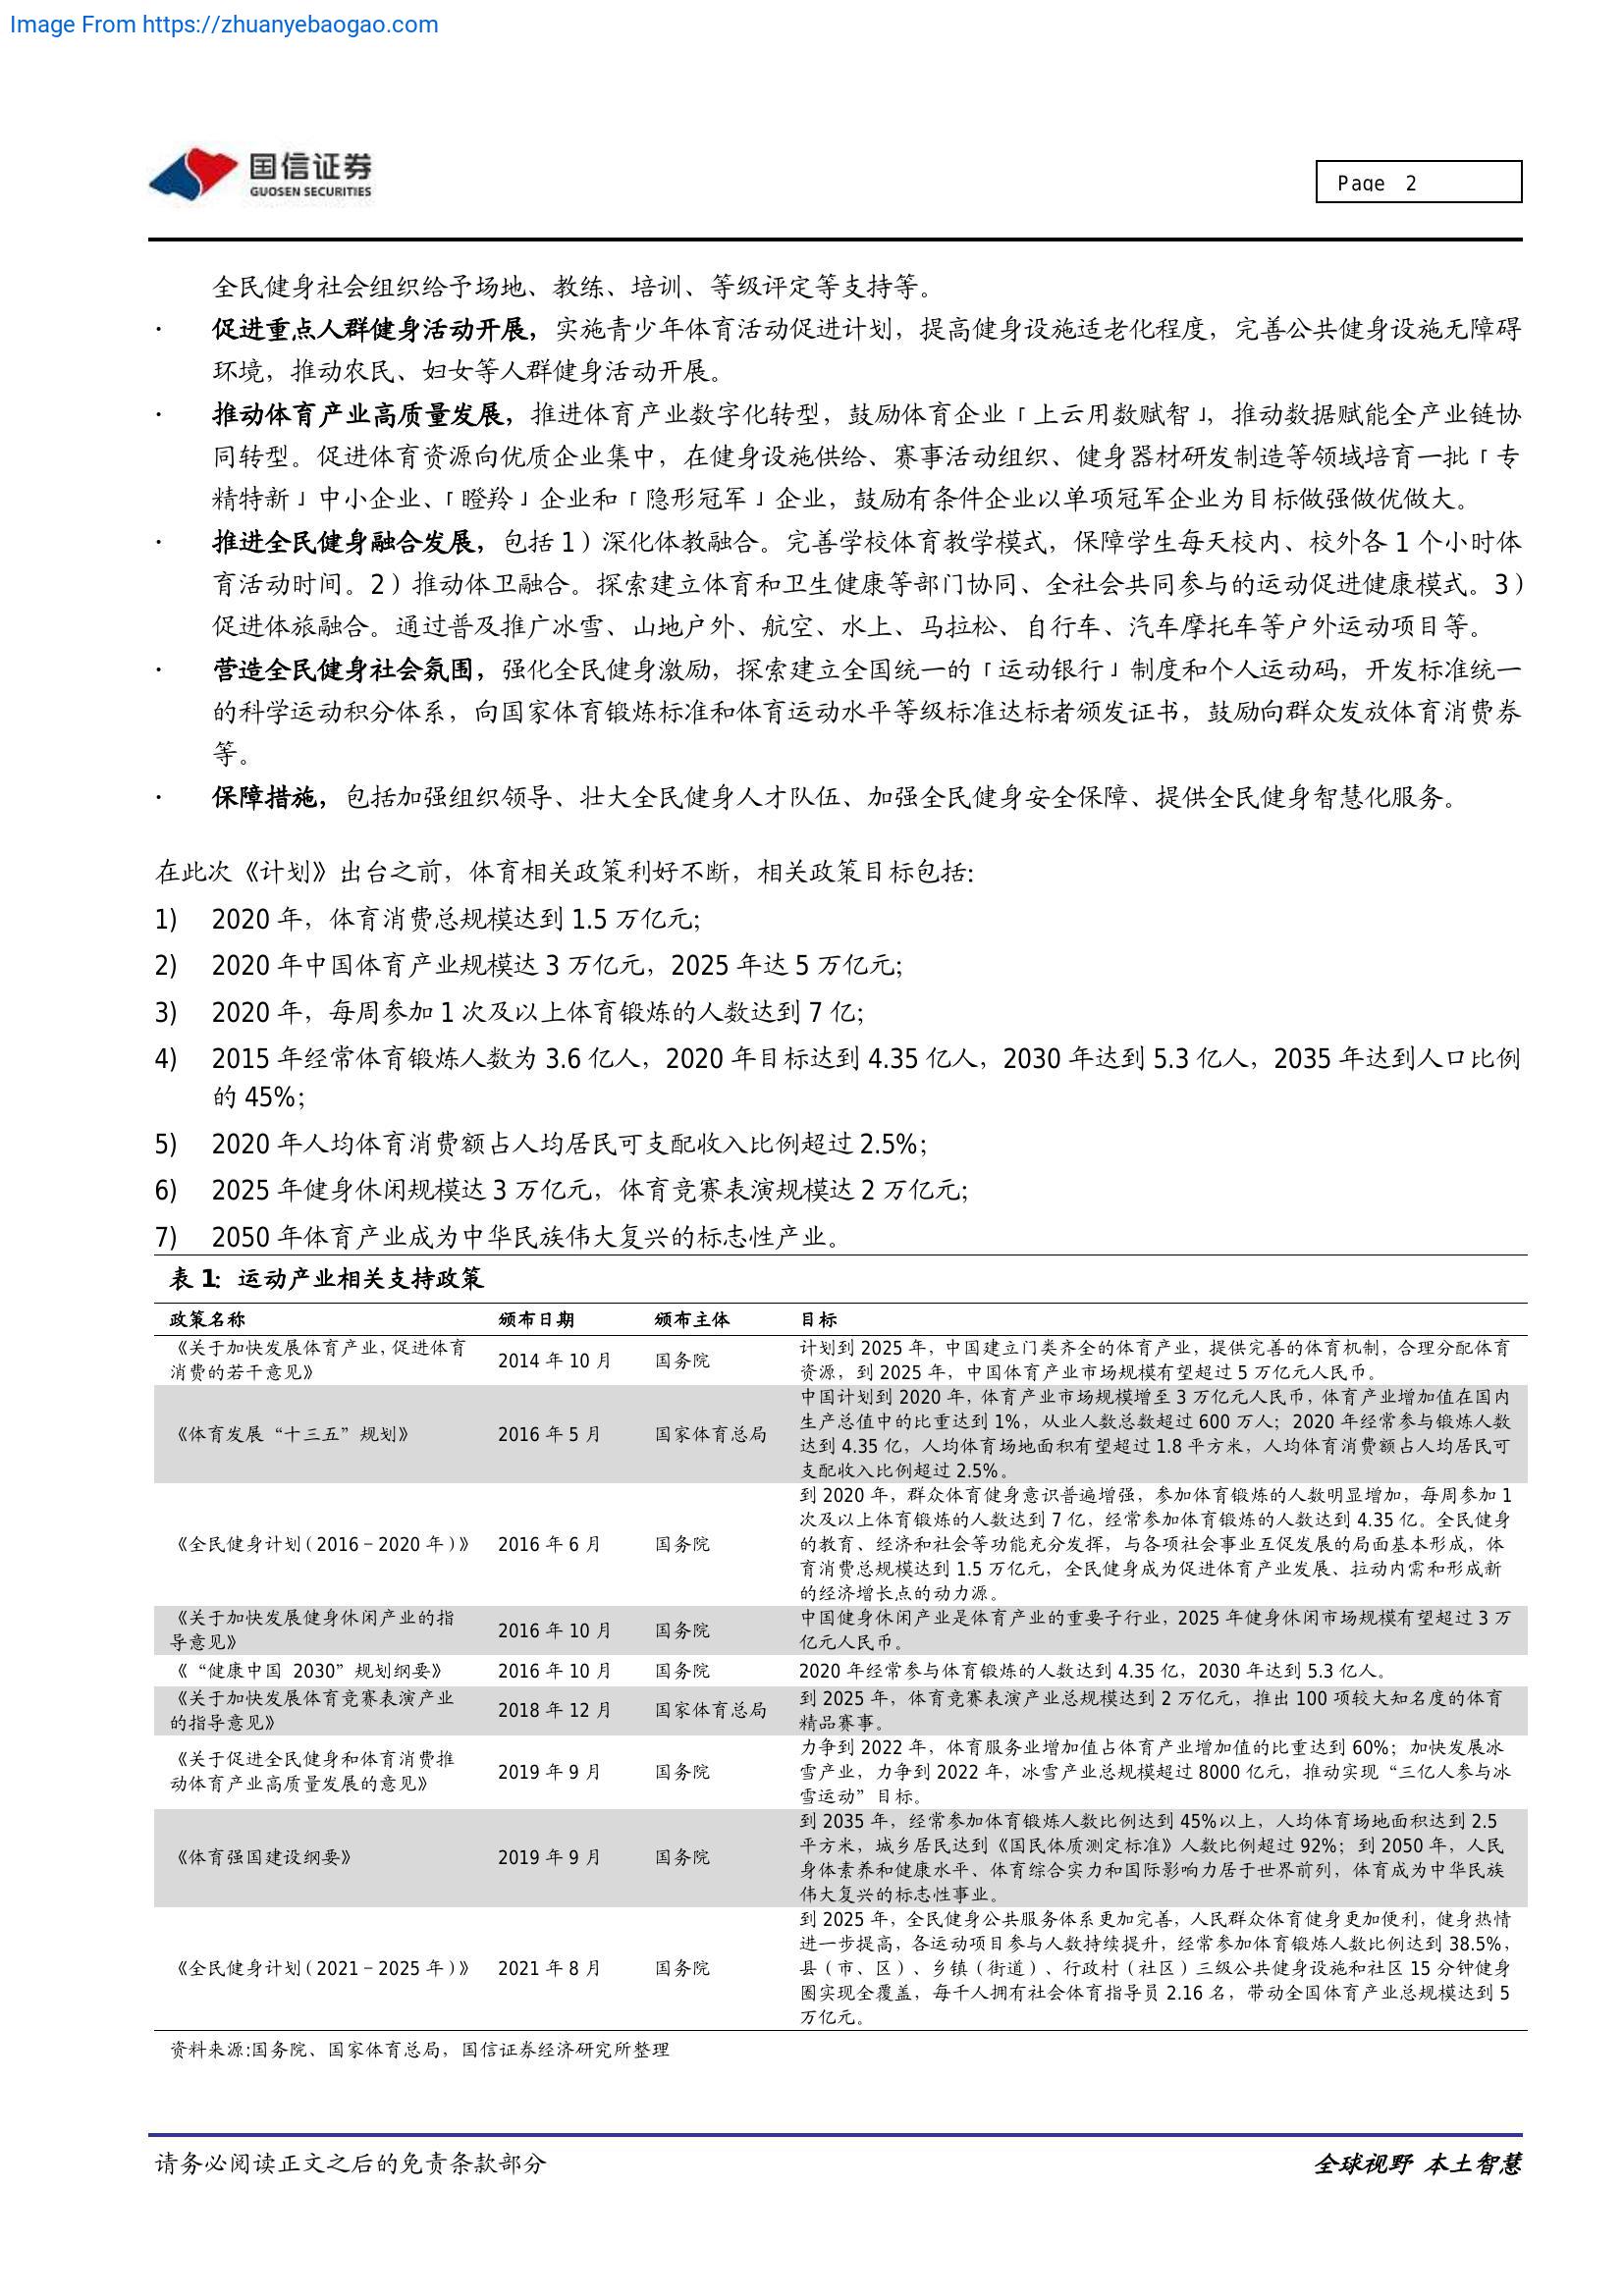 Image From https://zhuanyebaogao.com
国信证券
GUOSEN SECURITIES
Page 2
全民健身社会组织给予场地、教练、培训、等级评定等支持等。
· 促进重点人群健身活动开展，实施青少年体育活动促进计划，提高健身设施适老化程度，完善公共健身设施无障碍
环境，推动农民、妇女等人群健身活动开展。
· 推动体育产业高质量发展，推进体育产业数字化转型，鼓励体育企业「上云用数赋智」，推动数据赋能全产业链协
同转型。促进体育资源向优质企业集中，在健身设施供给、赛事活动组织、健身器材研发制造等领域培育一批「专
精特新」中小企业、「瞪羚」企业和「隐形冠军」企业，鼓励有条件企业以单项冠军企业为目标做强做优做大。
· 推进全民健身融合发展，包括 1）深化体教融合。完善学校体育教学模式，保障学生每天校内、校外各 1 个小时体
育活动时间。2）推动体卫融合。探索建立体育和卫生健康等部门协同、全社会共同参与的运动促进健康模式。3）
促进体旅融合。通过普及推广冰雪、山地户外、航空、水上、马拉松、自行车、汽车摩托车等户外运动项目等。
· 营造全民健身社会氛围，强化全民健身激励，探索建立全国统一的「运动银行」制度和个人运动码，开发标准统一
的科学运动积分体系，向国家体育锻炼标准和体育运动水平等级标准达标者颁发证书，鼓励向群众发放体育消费券
等。
· 保障措施，包括加强组织领导、壮大全民健身人才队伍、加强全民健身安全保障、提供全民健身智慧化服务。
在此次《计划》出台之前，体育相关政策利好不断，相关政策目标包括：
1) 2020 年，体育消费总规模达到 1.5 万亿元；
2) 2020 年中国体育产业规模达 3 万亿元，2025 年达 5 万亿元；
3) 2020 年，每周参加 1 次及以上体育锻炼的人数达到 7 亿；
4) 2015 年经常体育锻炼人数为 3.6 亿人，2020 年目标达到 4.35 亿人，2030 年达到 5.3 亿人，2035 年达到人口比例
的 45%；
5) 2020 年人均体育消费额占人均居民可支配收入比例超过 2.5%；
6) 2025 年健身休闲规模达 3 万亿元，体育竞赛表演规模达 2 万亿元；
7) 2050 年体育产业成为中华民族伟大复兴的标志性产业。
表 1：运动产业相关支持政策
政策名称 颁布日期 颁布主体 目标
《关于加快发展体育产业，促进体育
消费的若干意见》
2014 年 10 月 国务院
计划到 2025 年，中国建立门类齐全的体育产业，提供完善的体育机制，合理分配体育
资源，到 2025 年，中国体育产业市场规模有望超过 5 万亿元人民币。
《体育发展“十三五”规划》 2016 年 5 月 国家体育总局
中国计划到 2020 年，体育产业市场规模增至 3 万亿元人民币，体育产业增加值在国内
生产总值中的比重达到 1%，从业人数总数超过 600 万人；2020 年经常参与锻炼人数
达到 4.35 亿，人均体育场地面积有望超过 1.8 平方米，人均体育消费额占人均居民可
支配收入比例超过 2.5%。
《全民健身计划（2016－2020 年）》 2016 年 6 月 国务院
到 2020 年，群众体育健身意识普遍增强，参加体育锻炼的人数明显增加，每周参加 1
次及以上体育锻炼的人数达到 7 亿，经常参加体育锻炼的人数达到 4.35 亿。全民健身
的教育、经济和社会等功能充分发挥，与各项社会事业互促发展的局面基本形成，体
育消费总规模达到 1.5 万亿元，全民健身成为促进体育产业发展、拉动内需和形成新
的经济增长点的动力源。
《关于加快发展健身休闲产业的指
导意见》
2016 年 10 月 国务院
中国健身休闲产业是体育产业的重要子行业，2025 年健身休闲市场规模有望超过 3 万
亿元人民币。
《“健康中国 2030”规划纲要》 2016 年 10 月 国务院 2020 年经常参与体育锻炼的人数达到 4.35 亿，2030 年达到 5.3 亿人。
《关于加快发展体育竞赛表演产业
的指导意见》
2018 年 12 月 国家体育总局
到 2025 年，体育竞赛表演产业总规模达到 2 万亿元，推出 100 项较大知名度的体育
精品赛事。
《关于促进全民健身和体育消费推
动体育产业高质量发展的意见》
2019 年 9 月 国务院
力争到 2022 年，体育服务业增加值占体育产业增加值的比重达到 60%；加快发展冰
雪产业，力争到 2022 年，冰雪产业总规模超过 8000 亿元，推动实现“三亿人参与冰
雪运动”目标。
《体育强国建设纲要》 2019 年 9 月 国务院
到 2035 年，经常参加体育锻炼人数比例达到 45%以上，人均体育场地面积达到 2.5
平方米，城乡居民达到《国民体质测定标准》人数比例超过 92%；到 2050 年，人民
身体素养和健康水平、体育综合实力和国际影响力居于世界前列，体育成为中华民族
伟大复兴的标志性事业。
《全民健身计划（2021－2025 年）》 2021 年 8 月 国务院
到 2025 年，全民健身公共服务体系更加完善，人民群众体育健身更加便利，健身热情
进一步提高，各运动项目参与人数持续提升，经常参加体育锻炼人数比例达到 38.5%，
县（市、区）、乡镇（街道）、行政村（社区）三级公共健身设施和社区 15 分钟健身
圈实现全覆盖，每千人拥有社会体育指导员 2.16 名，带动全国体育产业总规模达到 5
万亿元。
资料来源:国务院、国家体育总局，国信证券经济研究所整理
请务必阅读正文之后的免责条款部分
全球视野 本土智慧